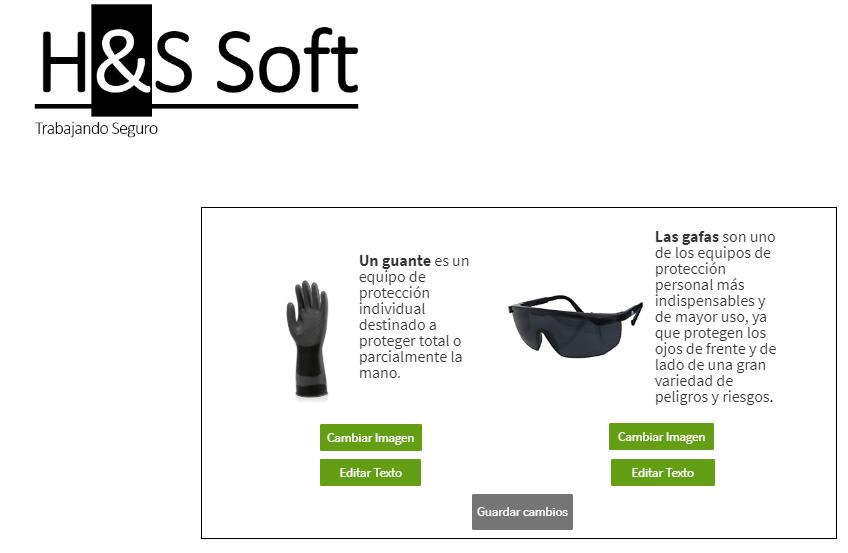 H&S Soft
Trabajando Seguro
Un guante es un
equipo de
protección
individual
destinado a
proteger total o
parcialmente la
mano.
Las gafas son uno
de los equipos de
protección
personal más
indispensables y
de mayor uso, ya
que protegen los
ojos de frente y de
lado de una gran
variedad de
peligros y riesgos.
Cambiar Imagen
Editar Texto
Cambiar Imagen
Editar Texto
Guardar cambios